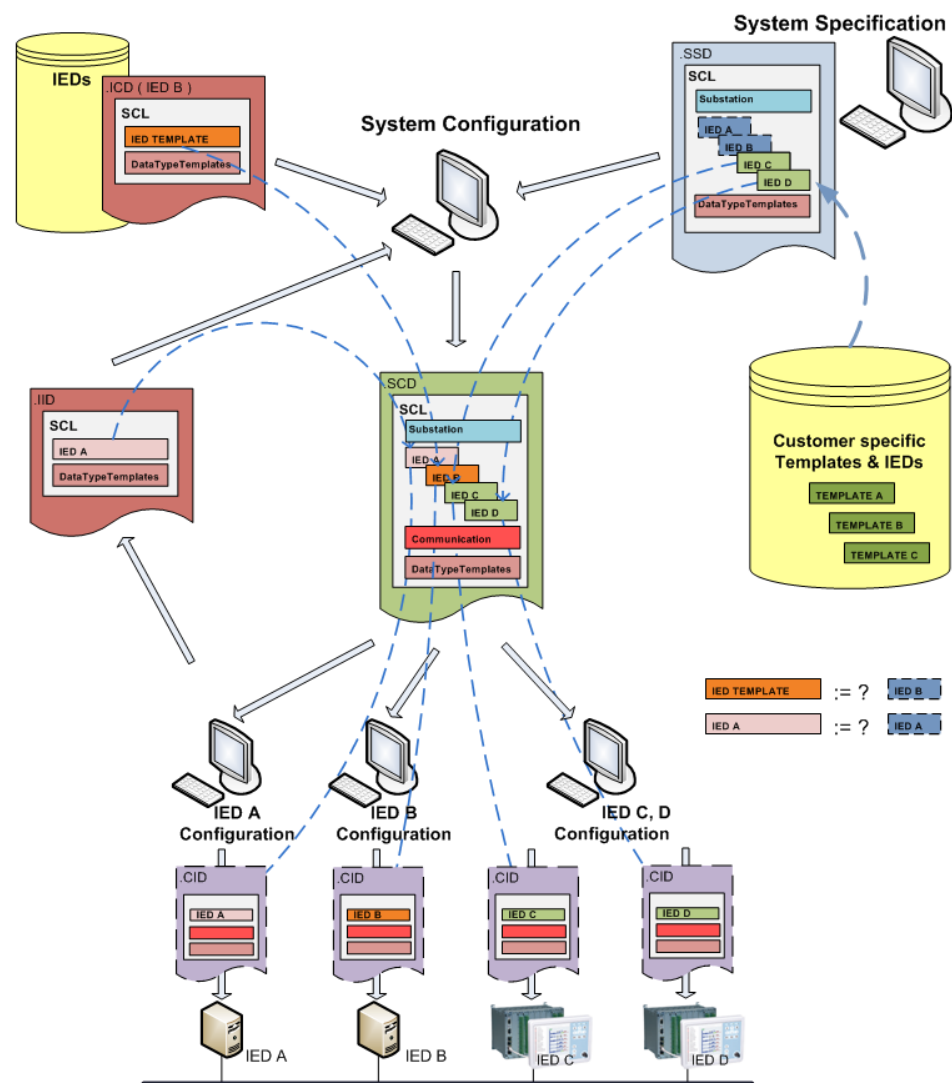 System Specification
IEDs
.ICD ( IED B )
SCL
IED TEMPLATE
DataTypeTemplates
System Configuration
.SSD
SCL
Substation
IED A
IED B
IED C
IED D
DataTypeTemplates
.IID
SCL
IED A
DataTypeTemplates
.SCD
SCL
Substation
IED A
IED B
IED C
IED D
Communication
DataTypeTemplates
Customer specific
Templates & IEDs
TEMPLATE A
TEMPLATE B
TEMPLATE C
IED TEMPLATE := ? IED B
IED A := ? IED A
IED A
Configuration
IED B
Configuration
IED C, D
Configuration
.CID
IED A
.CID
IED B
.CID
IED C
.CID
IED D
IED A
IED B
IED C
IED D